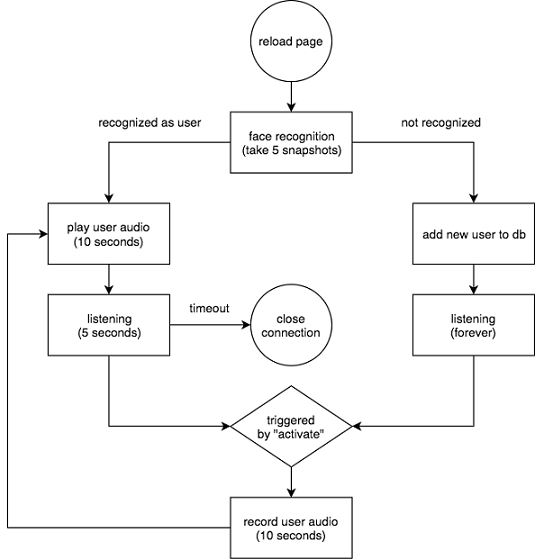 reload page
recognized as user
not recognized
face recognition
(take 5 snapshots)
play user audio
(10 seconds)
add new user to db
listening
(5 seconds)
timeout
close
connection
listening
(forever)
triggered
by "activate"
record user audio
(10 seconds)